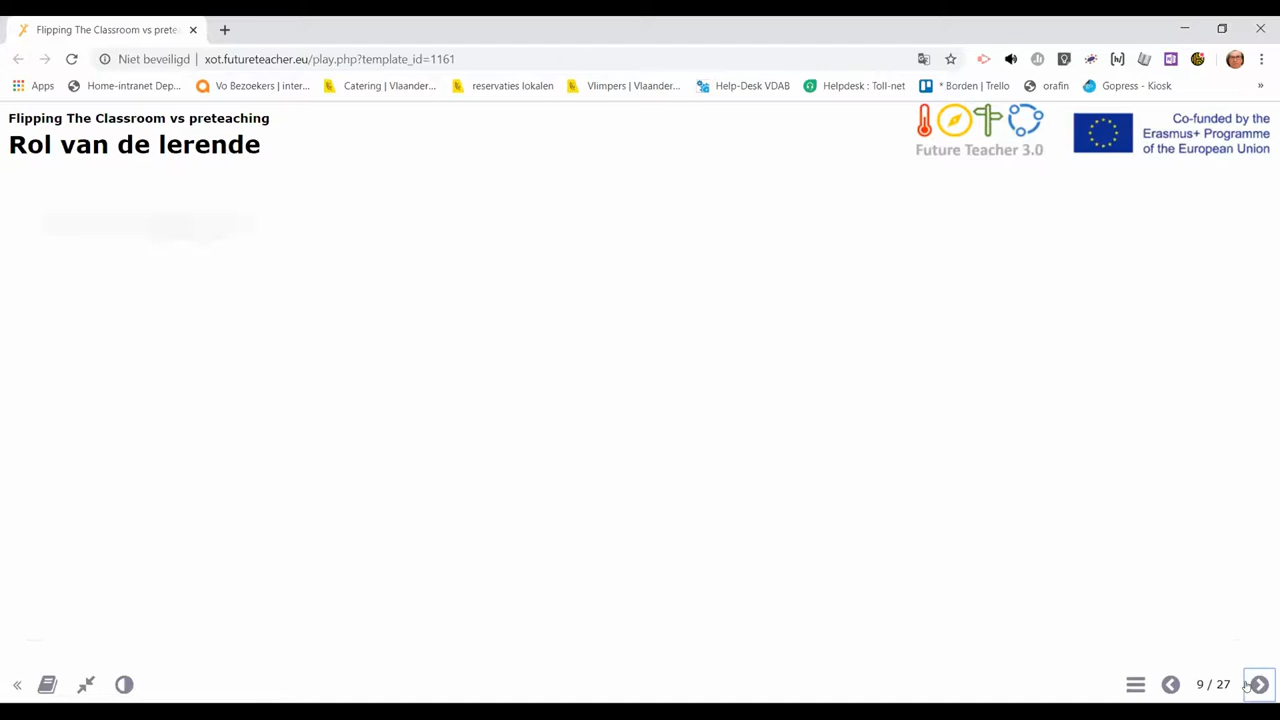 Flipping The Classroom vs prete
Niet beveiligd | xot.futureteacher.eu/play.php?template_id=1161
Apps Home-intranet Dep... Vo Bezoekers | inter... Catering | Vlaander... reservaties lokalen Vlimpers | Vlaander... Help-Desk VDAB Helpdesk : Toll-net * Borden | Trello orafin Gopress - Kiosk »
Flipping The Classroom vs preteaching
Rol van de lerende
Future Teacher 3.0
Co-funded by the
Erasmus+ Programme
of the European Union
9 / 27